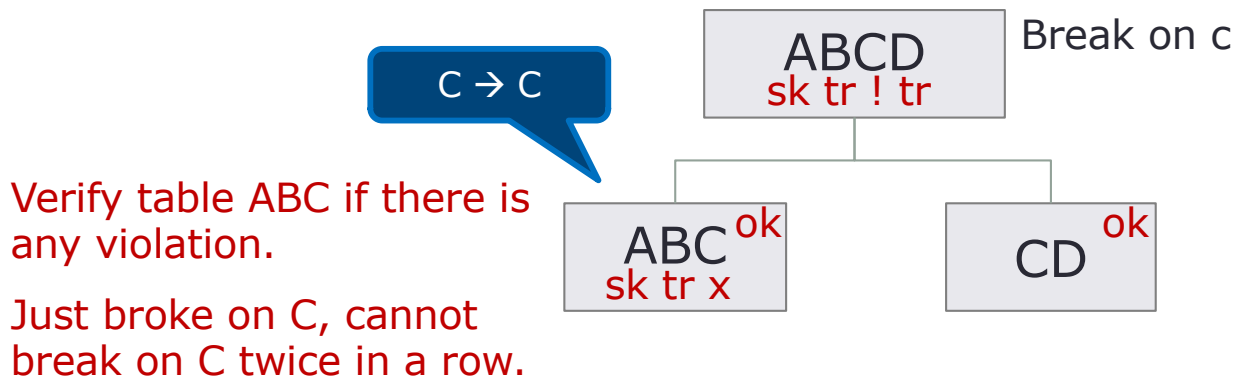 ABCD
sk tr ! tr
Break on c
C → C
Verify table ABC if there is
any violation.
Just broke on C, cannot
break on C twice in a row.
ABC ok
sk tr x
CD ok